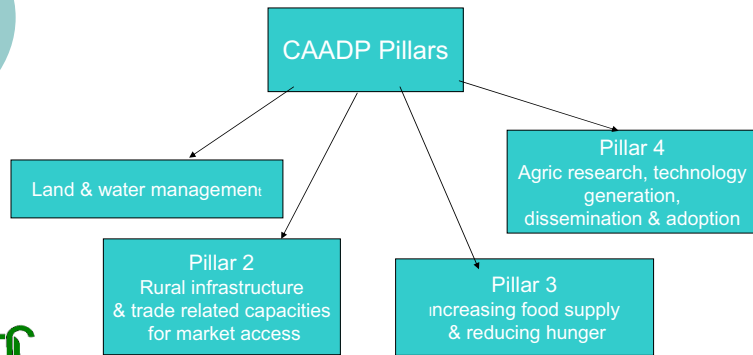 CAADP Pillars
Land & water management
Pillar 2
Rural infrastructure
& trade related capacities
for market access
Pillar 3
increasing food supply
& reducing hunger
Pillar 4
Agric research, technology
generation,
dissemination & adoption